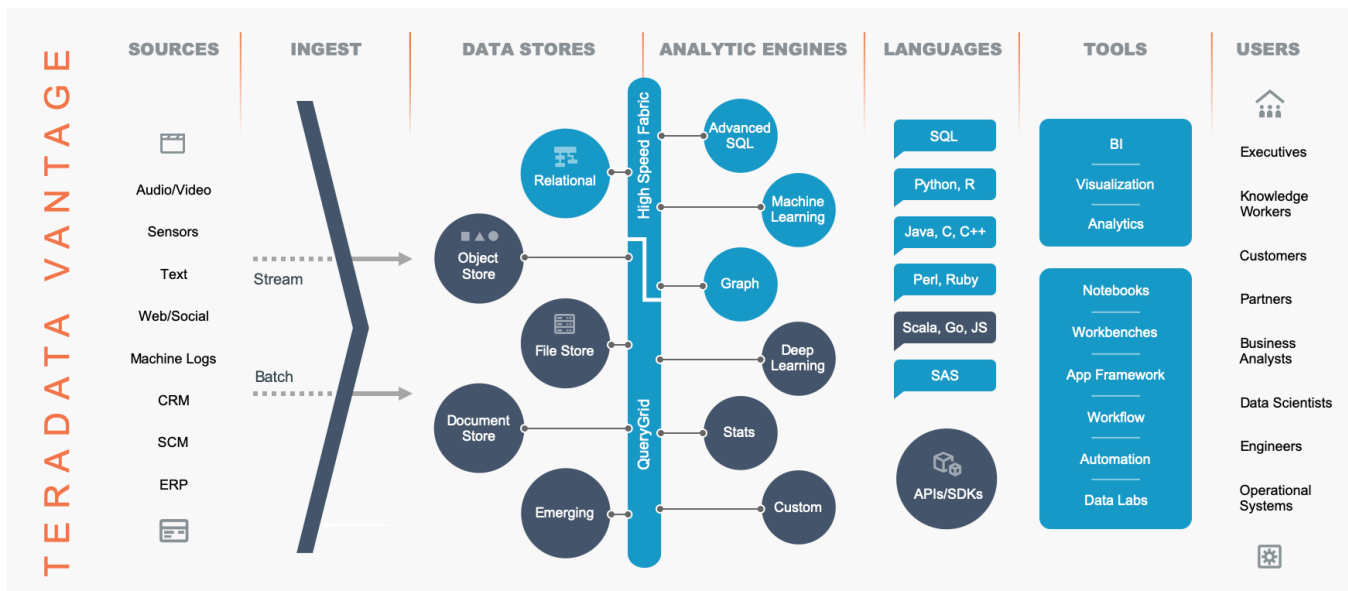 TERADATA VANTAGE
SOURCES
Audio/Video
Sensors
Text
Web/Social
Machine Logs
CRM
SCM
ERP
INGEST
Stream
Batch
DATA STORES
Relational
Object
Store
File Store
Document
Store
Emerging
High Speed Fabric
QueryGrid
ANALYTIC ENGINES
Advanced
SQL
Machine
Learning
Graph
Deep
Learning
Stats
Custom
LANGUAGES
SQL
Python, R
Java, C, C++
Perl, Ruby
Scala, Go, JS
SAS
APIs/SDKs
TOOLS
BI
Visualization
Analytics
Notebooks
Workbenches
App Framework
Workflow
Automation
Data Labs
USERS
Executives
Knowledge
Workers
Customers
Partners
Business
Analysts
Data Scientists
Engineers
Operational
Systems